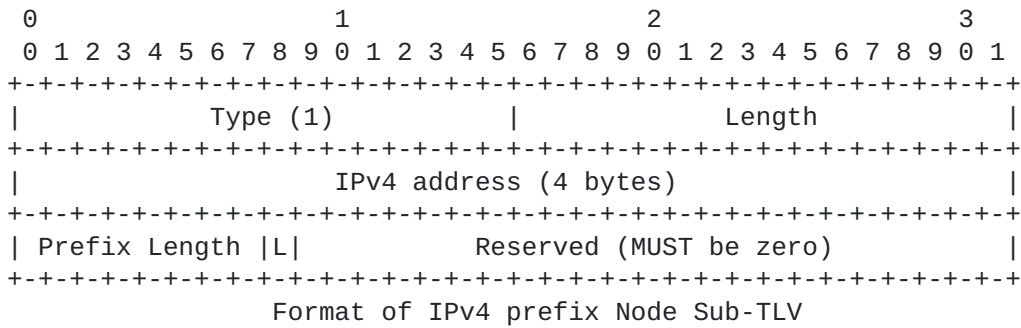 0                   1                   2                   3
 0 1 2 3 4 5 6 7 8 9 0 1 2 3 4 5 6 7 8 9 0 1 2 3 4 5 6 7 8 9 0 1
+-+-+-+-+-+-+-+-+-+-+-+-+-+-+-+-+-+-+-+-+-+-+-+-+-+-+-+-+-+-+-+-+
|            Type (1)           |             Length            |
+-+-+-+-+-+-+-+-+-+-+-+-+-+-+-+-+-+-+-+-+-+-+-+-+-+-+-+-+-+-+-+-+
|                    IPv4 address (4 bytes)                     |
+-+-+-+-+-+-+-+-+-+-+-+-+-+-+-+-+-+-+-+-+-+-+-+-+-+-+-+-+-+-+-+-+
| Prefix Length |L|           Reserved (MUST be zero)           |
+-+-+-+-+-+-+-+-+-+-+-+-+-+-+-+-+-+-+-+-+-+-+-+-+-+-+-+-+-+-+-+-+
                Format of IPv4 prefix Node Sub-TLV